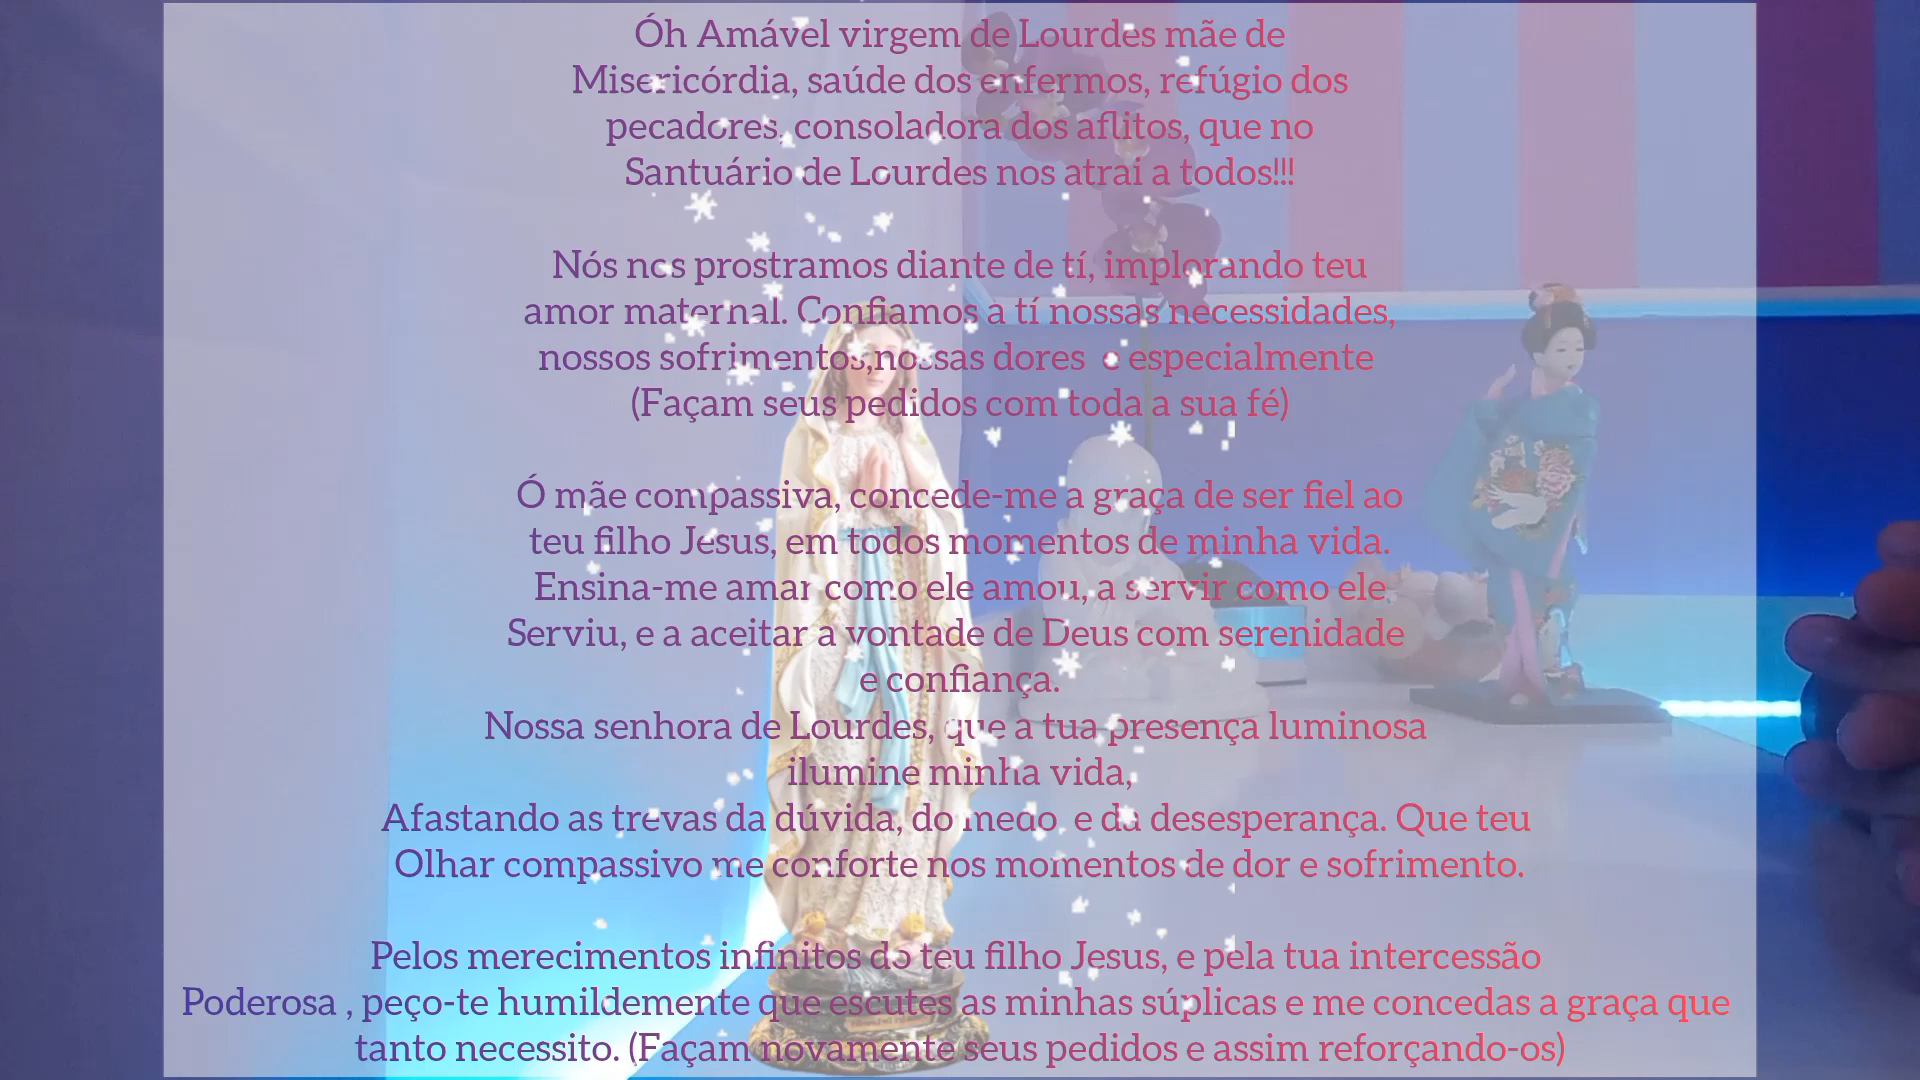 Óh Amável virgem de Lourdes mãe de
Misericórdia, saúde dos enfermos, refúgio dos
pecadores, consoladora dos aflitos, que no
Santuário de Lourdes nos atrai a todos!!!
Nós nos prostramos diante de tí, implorando teu
amor maternal. Confiamos a tí nossas necessidades,
nossos sofrimentos,nossas dores e especialmente
(Façam seus pedidos com toda a sua fé)
Ó mãe compassiva, concede-me a graça de ser fiel ao
teu filho Jesus, em todos momentos de minha vida.
Ensina-me amar como ele amou, a servir como ele
Serviu, e a aceitar a vontade de Deus com serenidade
e confiança.
Nossa senhora de Lourdes, que a tua presença luminosa
ilumine minha vida,
Afastando as trevas da dúvida, do medo e da desesperança. Que teu
Olhar compassivo me conforte nos momentos de dor e sofrimento.
Pelos merecimentos infinitos do teu filho Jesus, e pela tua intercessão
Poderosa , peço-te humildemente que escutes as minhas súplicas e me concedas a graça que
tanto necessito. (Façam novamente seus pedidos e assim reforçando-os)